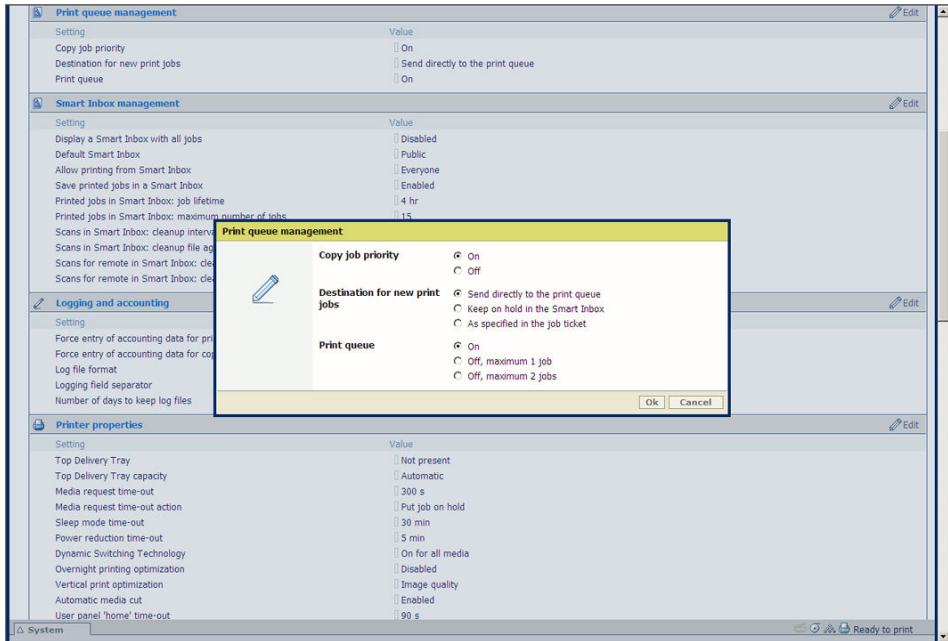 Print queue management Edit
Setting Value
Copy job priority On
Destination for new print jobs Send directly to the print queue
Print queue On
Smart Inbox management Edit
Setting Value
Display a Smart Inbox with all jobs Disabled
Default Smart Inbox Public
Allow printing from Smart Inbox Everyone
Save printed jobs in a Smart Inbox Enabled
Printed jobs in Smart Inbox: job lifetime 4 hr
Printed jobs in Smart Inbox: maximum number of jobs 15
Scans in Smart Inbox: cleanup interva
Scans in Smart Inbox: cleanup file ag
Scans for remote in Smart Inbox: cle
Scans for remote in Smart Inbox: cle
Print queue management
Copy job priority On
Off
Destination for new print jobs Send directly to the print queue
Keep on hold in the Smart Inbox
As specified in the job ticket
Print queue On
Off, maximum 1 job
Off, maximum 2 jobs
Ok Cancel
Logging and accounting Edit
Setting
Force entry of accounting data for pri
Force entry of accounting data for cop
Log file format
Logging field separator
Number of days to keep log files
Printer properties Edit
Setting Value
Top Delivery Tray Not present
Top Delivery Tray capacity Automatic
Media request time-out 300 s
Media request time-out action Put job on hold
Sleep mode time-out 30 min
Power reduction time-out 5 min
Dynamic Switching Technology On for all media
Overnight printing optimization Disabled
Vertical print optimization Image quality
Automatic media cut Enabled
User panel 'home' time-out 90 s
System Ready to print